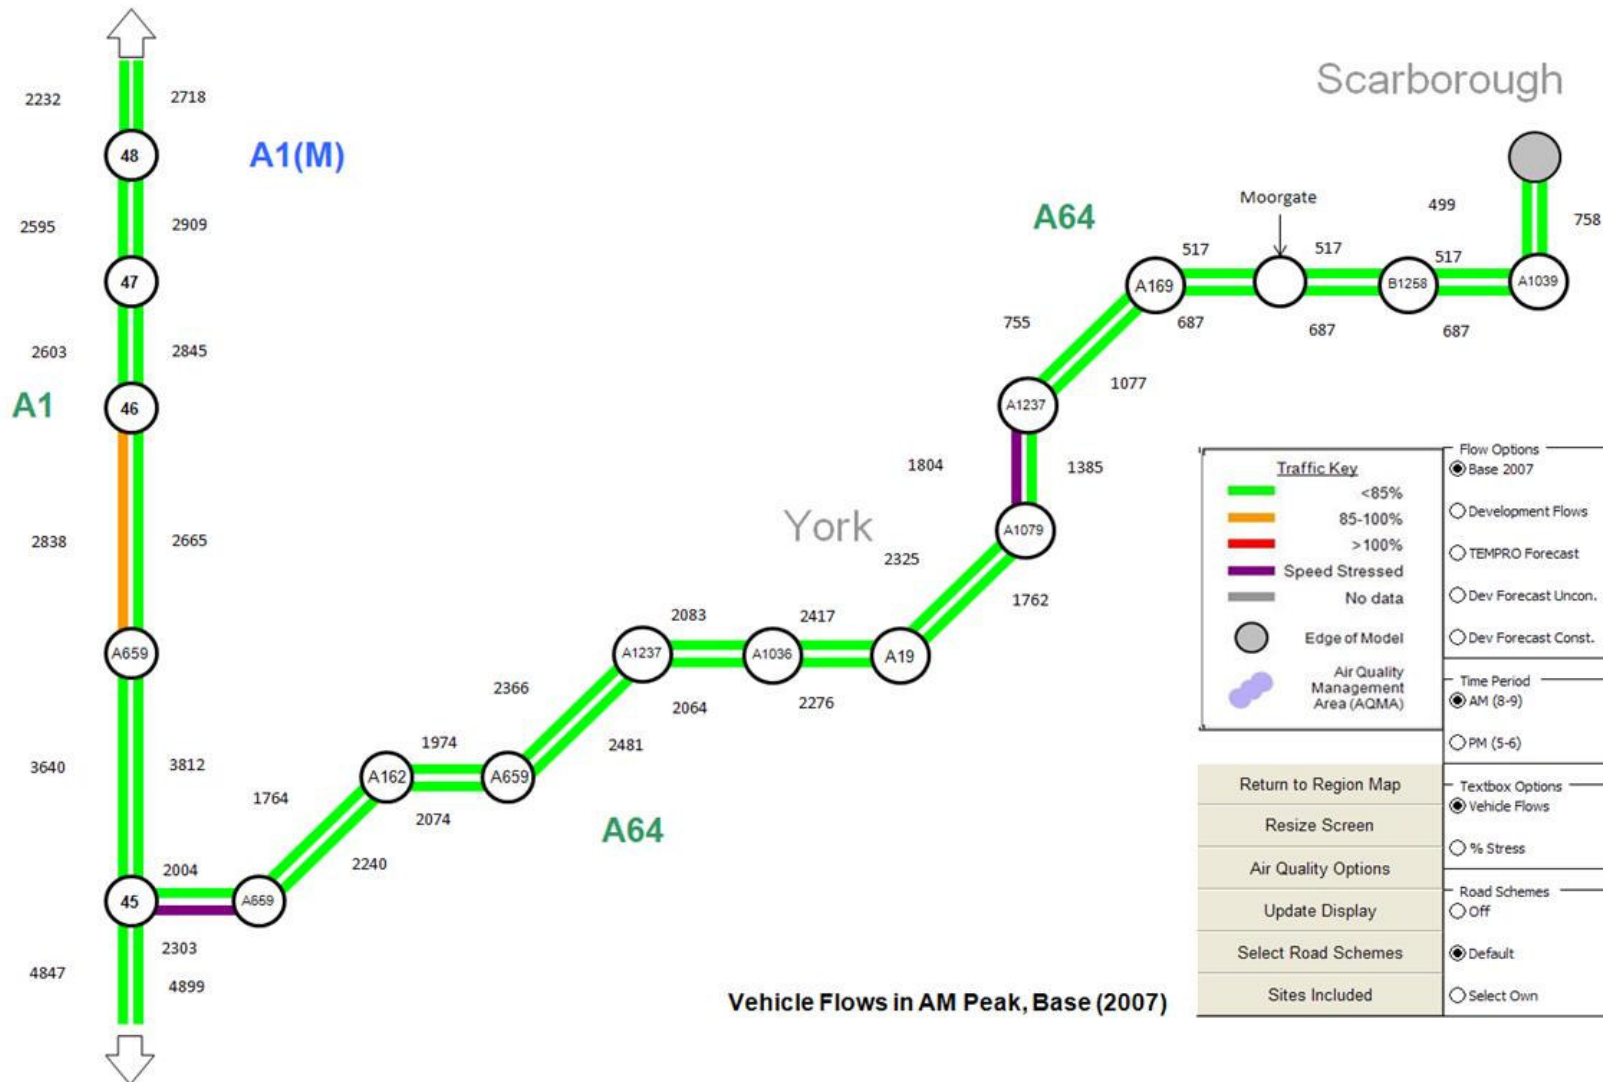 Scarborough
2232
2718
48
A1(M)
2595
2909
Moorgate
A64
499
758
517
517
517
47
A169
B1258
A1039
687
687
687
2603
2845
755
1077
A1
46
A1237
1804
1385
2838
2665
York
A1079
2325
1762
A659
2083
2417
A1237
A1036
A19
2366
2064
2276
2481
1974
3640
3812
1764
A162
A659
2074
A64
2240
2004
45
A659
2303
4847
4899
Vehicle Flows in AM Peak, Base (2007)
Traffic Key
<85%
85-100%
>100%
Speed Stressed
No data
Edge of Model
Air Quality
Management
Area (AQMA)
Flow Options
Base 2007
Development Flows
TEMPRO Forecast
Dev Forecast Uncon.
Dev Forecast Const.
Time Period
AM (8-9)
PM (5-6)
Return to Region Map
Resize Screen
Air Quality Options
Update Display
Select Road Schemes
Sites Included
Textbox Options
Vehicle Flows
% Stress
Road Schemes
Off
Default
Select Own